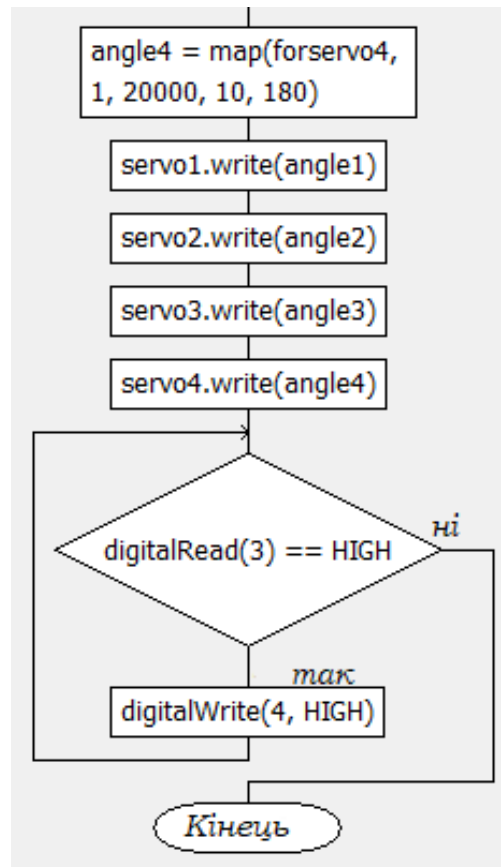 angle4 = map(forservo4,
1, 20000, 10, 180)
servo1.write(angle1)
servo2.write(angle2)
servo3.write(angle3)
servo4.write(angle4)
digitalRead(3) == HIGH
ні
так
digitalWrite(4, HIGH)
Кінець